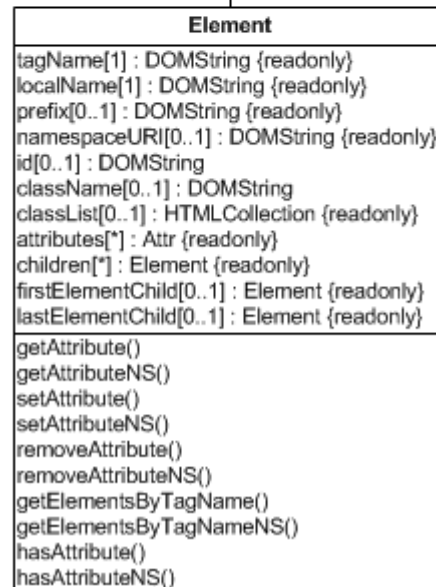 Element
tagName[1] : DOMString {readonly}
localName[1] : DOMString {readonly}
prefix[0..1] : DOMString {readonly}
namespaceURI[0..1] : DOMString {readonly}
id[0..1] : DOMString
className[0..1] : DOMString
classList[0..1] : HTMLCollection {readonly}
attributes[*] : Attr {readonly}
children[*] : Element {readonly}
firstElementChild[0..1] : Element {readonly}
lastElementChild[0..1] : Element {readonly}
getAttribute()
getAttributeNS()
setAttribute()
setAttributeNS()
removeAttribute()
removeAttributeNS()
getElementsByTagName()
getElementsByTagNameNS()
hasAttribute()
hasAttributeNS()